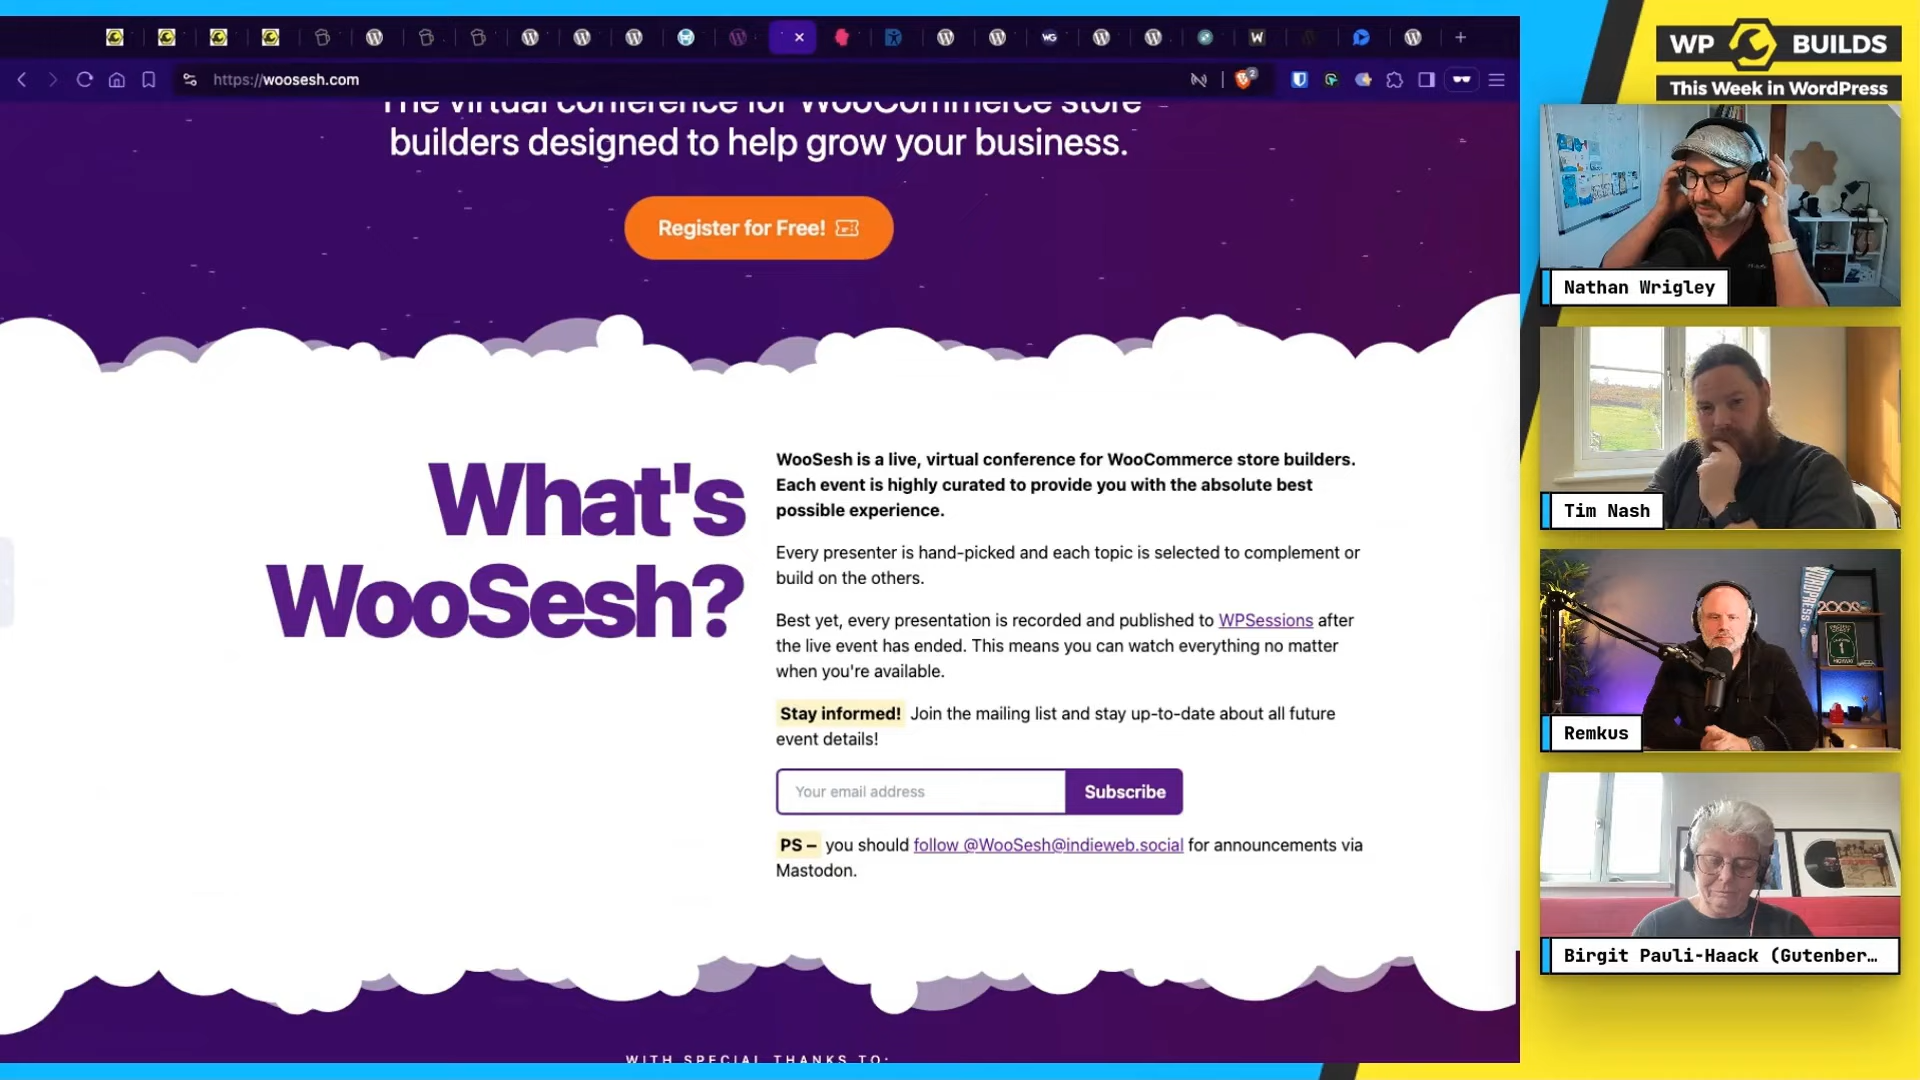 https://woosesh.com
The virtual conference for WooCommerce store
builders designed to help grow your business.
Register for Free!
What's
WooSesh?
WooSesh is a live, virtual conference for WooCommerce store builders.
Each event is highly curated to provide you with the absolute best
possible experience.
Every presenter is hand-picked and each topic is selected to complement or
build on the others.
Best yet, every presentation is recorded and published to WPSessions after
the live event has ended. This means you can watch everything no matter
when you're available.
Stay informed! Join the mailing list and stay up-to-date about all future
event details!
Your email address
Subscribe
PS – you should follow @WooSesh@indieweb.social for announcements via
Mastodon.
WITH SPECIAL THANKS TO:
WP BUILDS
This Week in WordPress
Nathan Wrigley
Tim Nash
Remkus
Birgit Pauli-Haack (Gutenber…